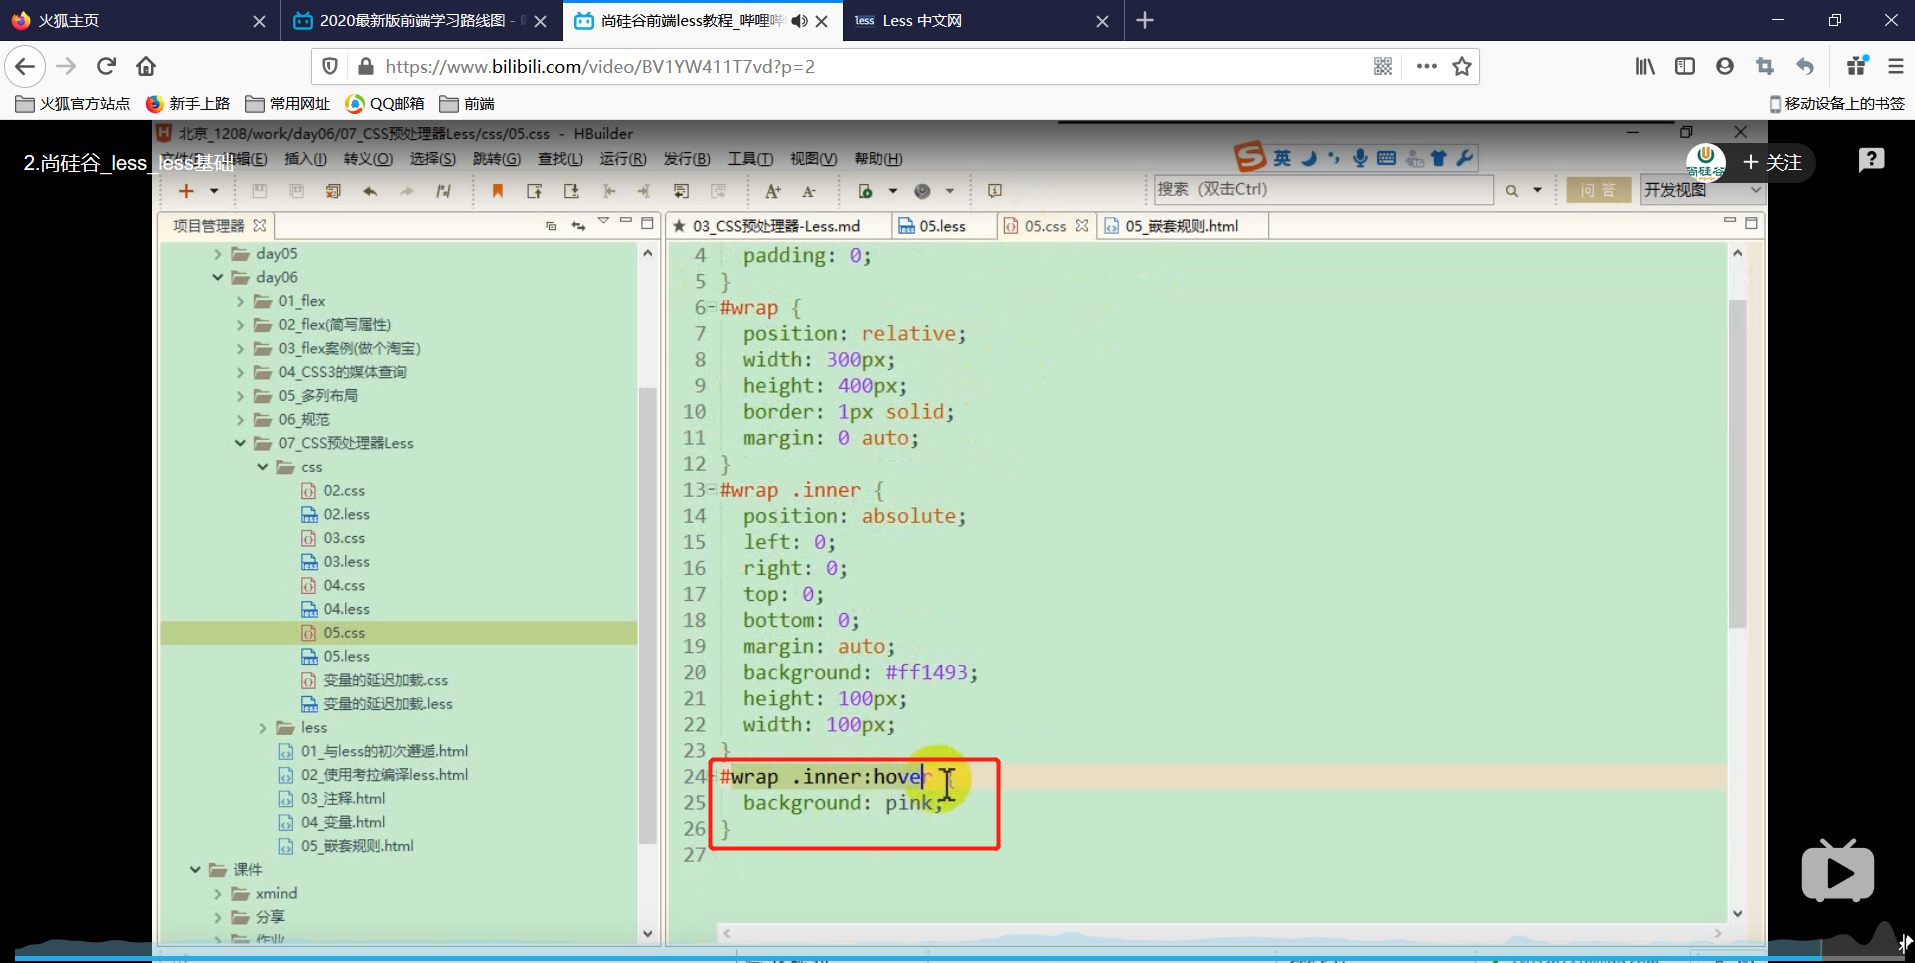 火狐主页
2020最新版前端学习路线图 -
尚硅谷前端less教程_哔哩哔
less Less 中文网
https://www.bilibili.com/video/BV1YW411T7vd?p=2
火狐官方站点 新手上路 常用网址 QQ邮箱 前端 移动设备上的书签
北京_1208/work/day06/07_CSS预处理器Less/css/05.css - HBuilder
2.尚硅谷_less_less基础
编辑(E) 插入(I) 转义(O) 选择(S) 跳转(G) 查找(L) 运行(R) 发行(B) 工具(T) 视图(V) 帮助(H)
英
尚硅谷
+ 关注
搜索 (双击Ctrl)
问答
开发视图
项目管理器
03_CSS预处理器-Less.md
05.less
05.css
05_嵌套规则.html
day05
day06
01_flex
02_flex(简写属性)
03_flex案例(做个淘宝)
04_CSS3的媒体查询
05_多列布局
06_规范
07_CSS预处理器Less
css
02.css
02.less
03.css
03.less
04.css
04.less
05.css
05.less
变量的延迟加载.css
变量的延迟加载.less
less
01_与less的初次邂逅.html
02_使用考拉编译less.html
03_注释.html
04_变量.html
05_嵌套规则.html
课件
xmind
分享
作业
4 padding: 0;
5 }
6 #wrap {
7 position: relative;
8 width: 300px;
9 height: 400px;
10 border: 1px solid;
11 margin: 0 auto;
12 }
13 #wrap .inner {
14 position: absolute;
15 left: 0;
16 right: 0;
17 top: 0;
18 bottom: 0;
19 margin: auto;
20 background: #ff1493;
21 height: 100px;
22 width: 100px;
23 }
24 #wrap .inner:hover {
25 background: pink;
26 }
27